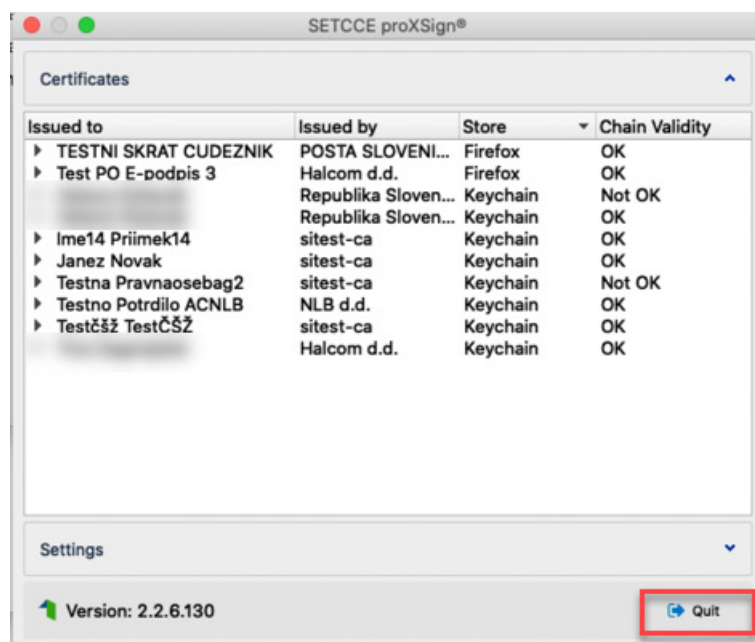 SETCCE proXSign®
Certificates
Issued to Issued by Store Chain Validity
TESTNI SKRAT CUDEZNIK POSTA SLOVENI... Firefox OK
Test PO E-podpis 3 Halcom d.d. Firefox OK
Republika Sloven... Keychain Not OK
Republika Sloven... Keychain OK
Ime14 Priimek14 sitest-ca Keychain OK
Janez Novak sitest-ca Keychain OK
Testna Pravnaosebag2 sitest-ca Keychain Not OK
Testno Potrdilo ACNLB NLB d.d. Keychain OK
Testčšž TestČŠŽ sitest-ca Keychain OK
Halcom d.d. Keychain OK
Settings
Version: 2.2.6.130 Quit